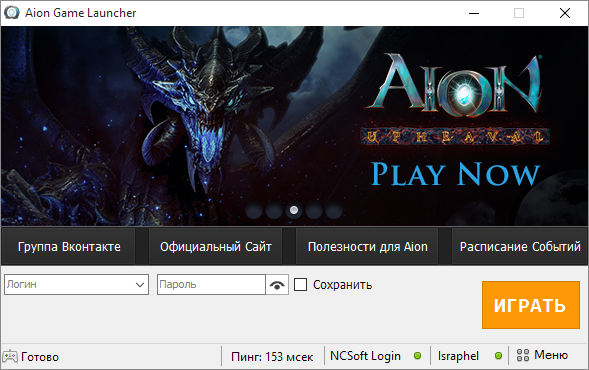 Aion Game Launcher
AION
UPHEAVAL
PLAY NOW
Группа Вконтакте
Официальный Сайт
Полезности для Aion
Расписание Событий
Логин
Пароль
Сохранить
ИГРАТЬ
Готово
Пинг: 153 мсек
NCSoft Login
Israphel
Меню